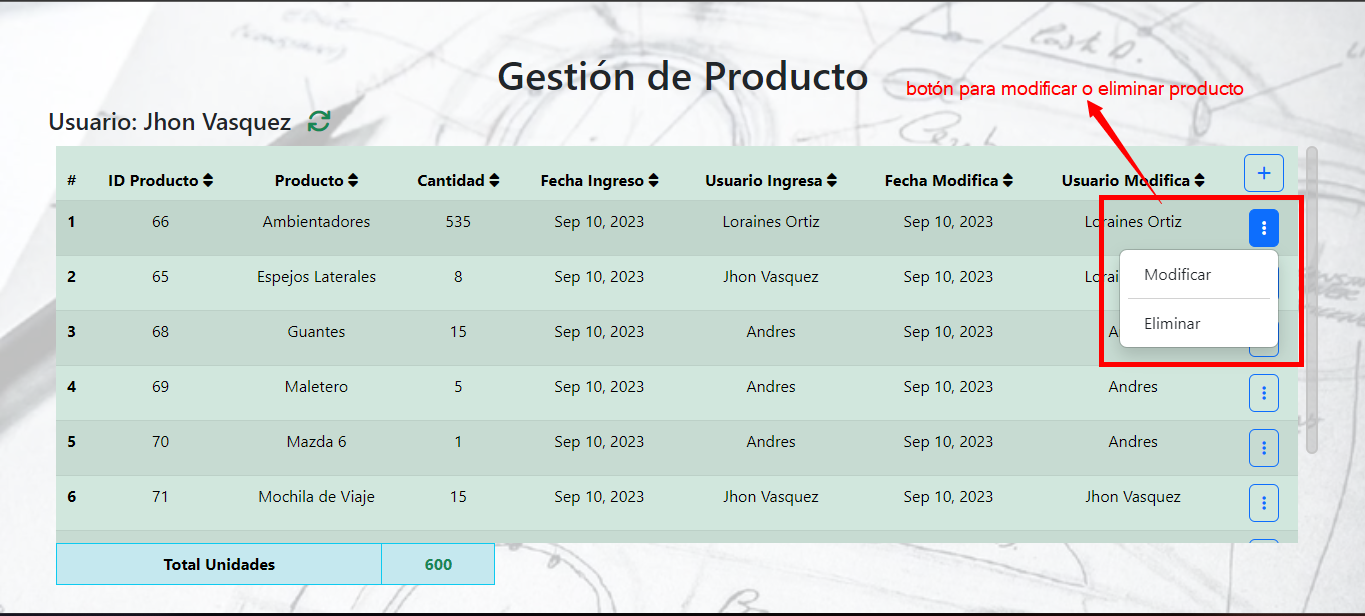 Gestión de Producto
botón para modificar o eliminar producto
Usuario: Jhon Vasquez
# ID Producto Producto Cantidad Fecha Ingreso Usuario Ingresa Fecha Modifica Usuario Modifica +
1 66 Ambientadores 535 Sep 10, 2023 Loraines Ortiz Sep 10, 2023 Loraines Ortiz
2 65 Espejos Laterales 8 Sep 10, 2023 Jhon Vasquez Sep 10, 2023
Modificar
3 68 Guantes 15 Sep 10, 2023 Andres Sep 10, 2023
Eliminar
4 69 Maletero 5 Sep 10, 2023 Andres Sep 10, 2023 Andres
5 70 Mazda 6 1 Sep 10, 2023 Andres Sep 10, 2023 Andres
6 71 Mochila de Viaje 15 Sep 10, 2023 Jhon Vasquez Sep 10, 2023 Jhon Vasquez
Total Unidades 600